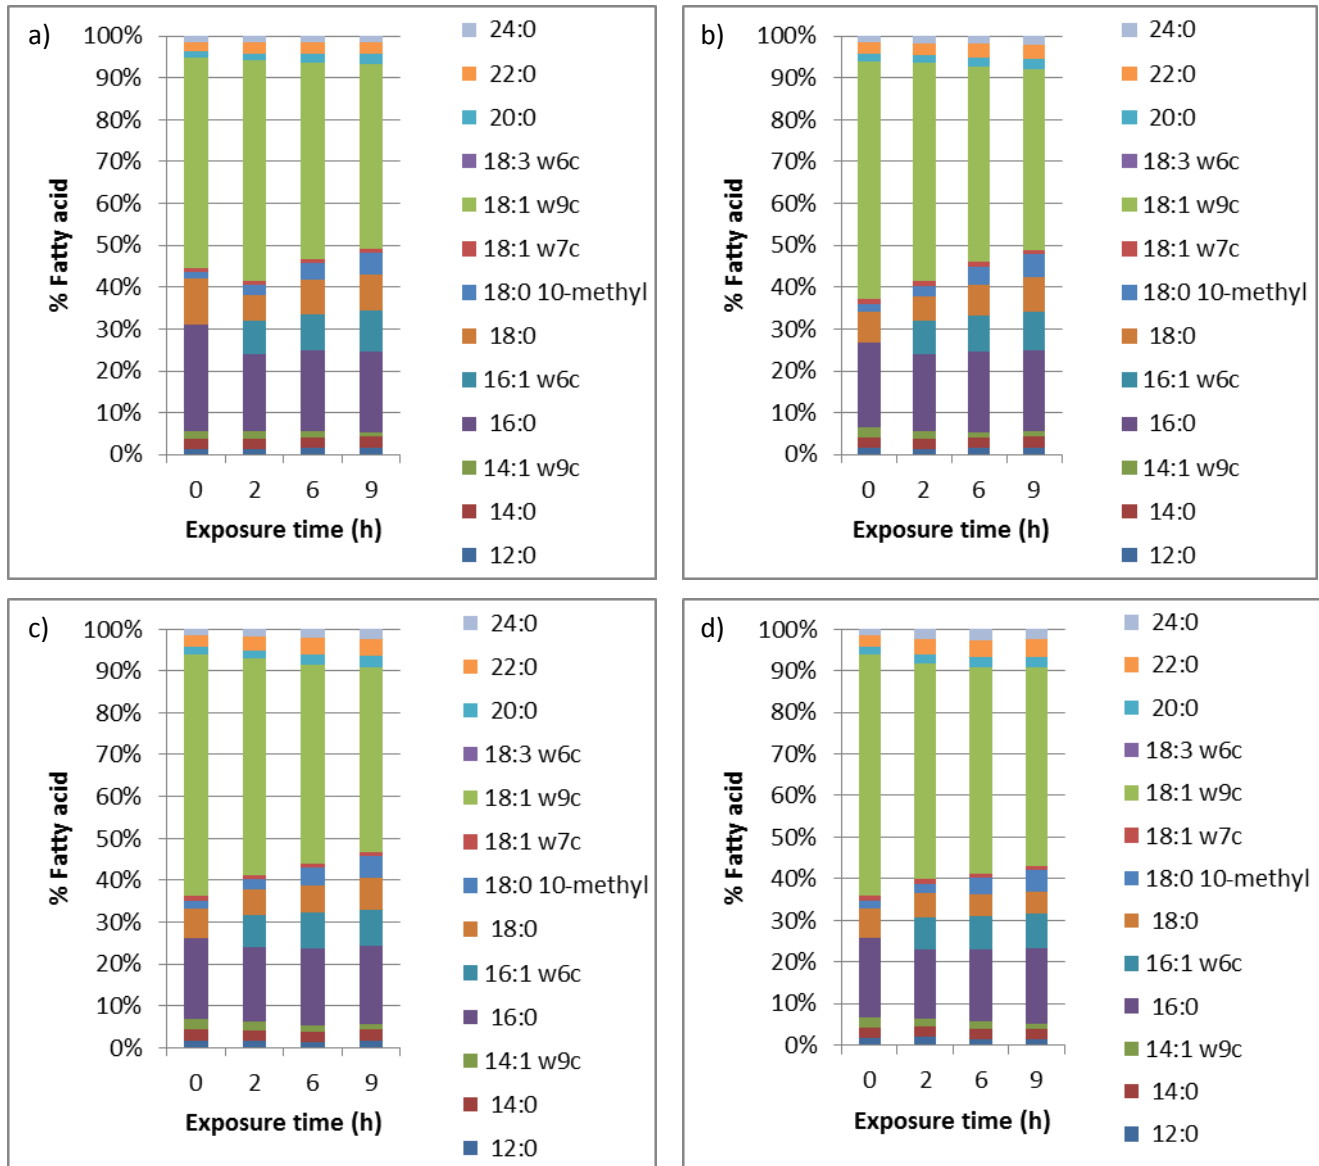 a)
% Fatty acid
100%
90%
80%
70%
60%
50%
40%
30%
20%
10%
0%
0 2 6 9
Exposure time (h)
24:0
22:0
20:0
18:3 w6c
18:1 w9c
18:1 w7c
18:0 10-methyl
18:0
16:1 w6c
16:0
14:1 w9c
14:0
12:0
b)
% Fatty acid
100%
90%
80%
70%
60%
50%
40%
30%
20%
10%
0%
0 2 6 9
Exposure time (h)
24:0
22:0
20:0
18:3 w6c
18:1 w9c
18:1 w7c
18:0 10-methyl
18:0
16:1 w6c
16:0
14:1 w9c
14:0
12:0
c)
% Fatty acid
100%
90%
80%
70%
60%
50%
40%
30%
20%
10%
0%
0 2 6 9
Exposure time (h)
24:0
22:0
20:0
18:3 w6c
18:1 w9c
18:1 w7c
18:0 10-methyl
18:0
16:1 w6c
16:0
14:1 w9c
14:0
12:0
d)
% Fatty acid
100%
90%
80%
70%
60%
50%
40%
30%
20%
10%
0%
0 2 6 9
Exposure time (h)
24:0
22:0
20:0
18:3 w6c
18:1 w9c
18:1 w7c
18:0 10-methyl
18:0
16:1 w6c
16:0
14:1 w9c
14:0
12:0